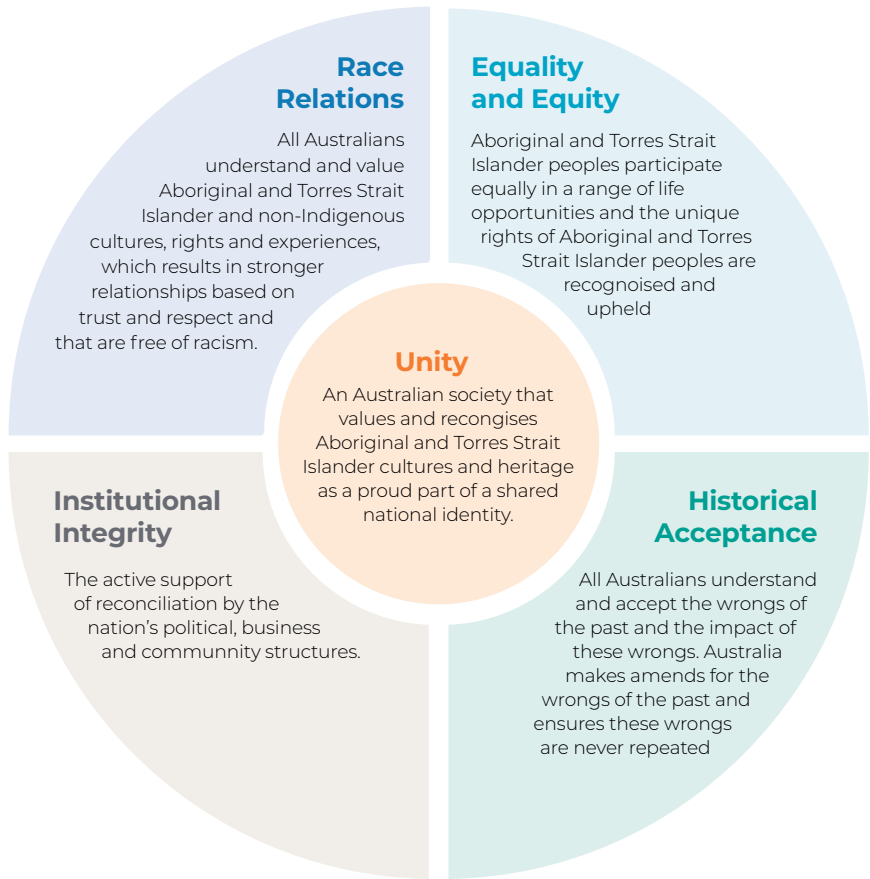 Race
Relations
All Australians
understand and value
Aboriginal and Torres Strait
Islander and non-Indigenous
cultures, rights and experiences,
which results in stronger
relationships based on
trust and respect and
that are free of racism.
Equality
and Equity
Aboriginal and Torres Strait
Islander peoples participate
equally in a range of life
opportunities and the unique
rights of Aboriginal and Torres
Strait Islander peoples are
recognoised and
upheld
Unity
An Australian society that
values and recongises
Aboriginal and Torres Strait
Islander cultures and heritage
as a proud part of a shared
national identity.
Institutional
Integrity
The active support
of reconciliation by the
nation’s political, business
and communnity structures.
Historical
Acceptance
All Australians understand
and accept the wrongs of
the past and the impact of
these wrongs. Australia
makes amends for the
wrongs of the past and
ensures these wrongs
are never repeated